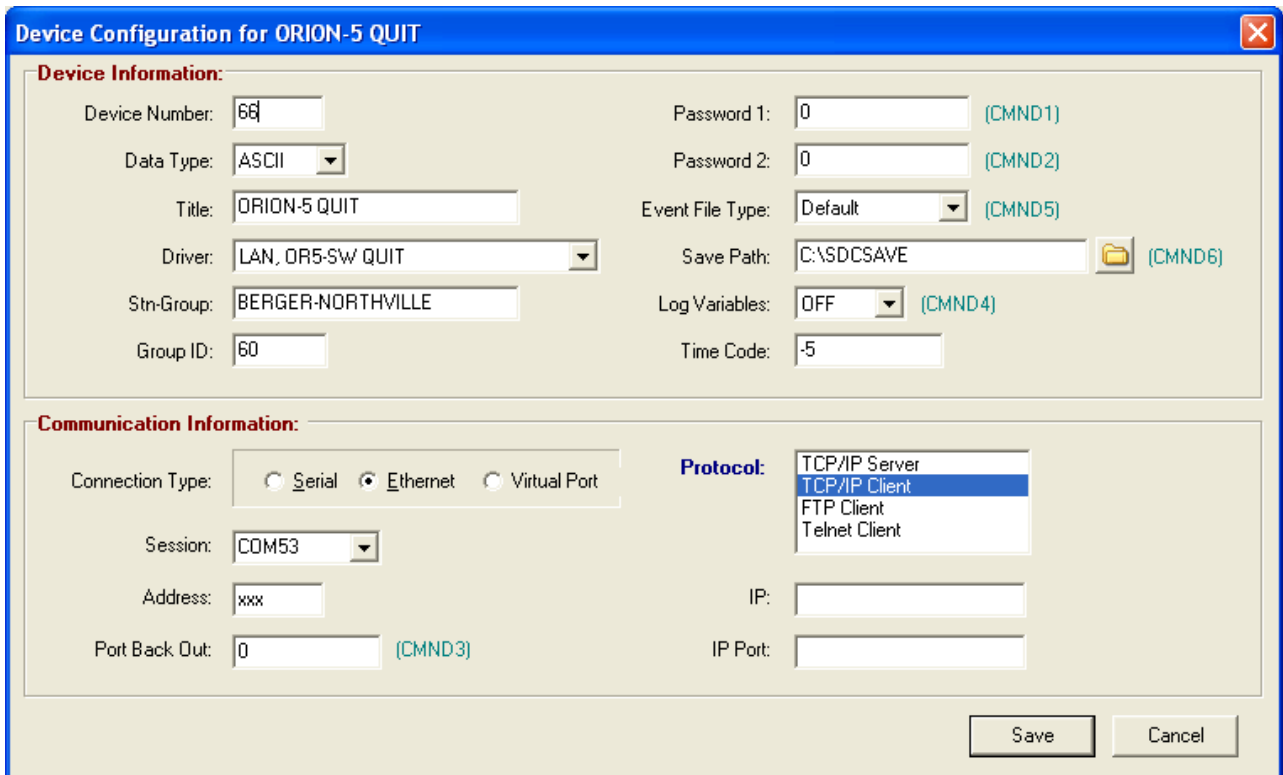 Device Configuration for ORION-5 QUIT
Device Information:
Device Number: 66
Data Type: ASCII
Title: ORION-5 QUIT
Driver: LAN, OR5-SW QUIT
Stn-Group: BERGER-NORTHVILLE
Group ID: 60
Password 1: 0 (CMND1)
Password 2: 0 (CMND2)
Event File Type: Default (CMND5)
Save Path: C:\SDCSAVE (CMND6)
Log Variables: OFF (CMND4)
Time Code: -5
Communication Information:
Connection Type: Serial Ethernet Virtual Port
Session: COM53
Address: xxx
Port Back Out: 0 (CMND3)
Protocol: TCP/IP Server
TCP/IP Client
FTP Client
Telnet Client
IP:
IP Port:
Save Cancel